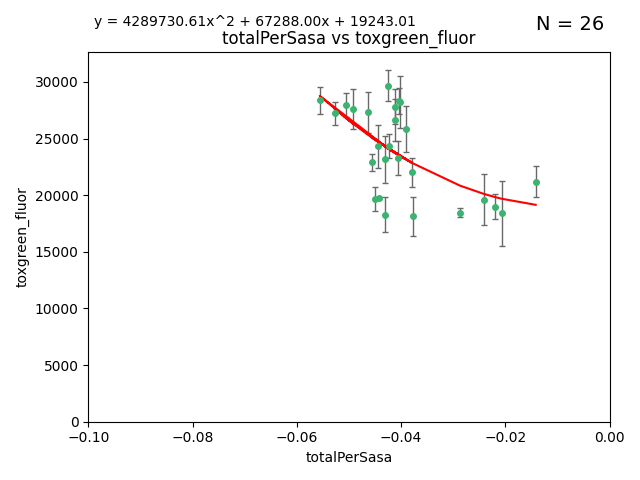 y = 4289730.61x^2 + 67288.00x + 19243.01
N = 26
totalPerSasa vs toxgreen_fluor
30000
25000
20000
15000
10000
5000
0
toxgreen_fluor
−0.10
−0.08
−0.06
−0.04
−0.02
0.00
totalPerSasa